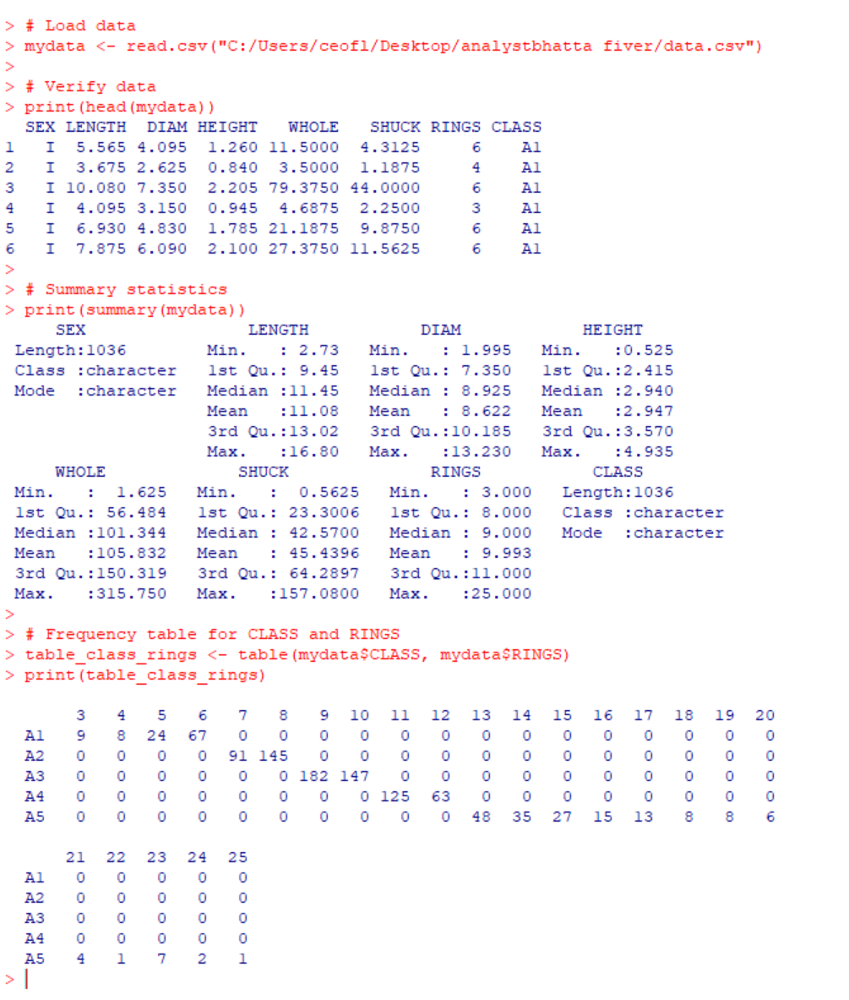 > # Load data
> mydata <- read.csv("C:/Users/ceofl/Desktop/analystbhatta fiver/data.csv")
>
> # Verify data
> print(head(mydata))
  SEX LENGTH  DIAM HEIGHT   WHOLE   SHUCK RINGS CLASS
1   I  5.565 4.095  1.260 11.5000  4.3125     6    A1
2   I  3.675 2.625  0.840  3.5000  1.1875     4    A1
3   I 10.080 7.350  2.205 79.3750 44.0000     6    A1
4   I  4.095 3.150  0.945  4.6875  2.2500     3    A1
5   I  6.930 4.830  1.785 21.1875  9.8750     6    A1
6   I  7.875 6.090  2.100 27.3750 11.5625     6    A1
>
> # Summary statistics
> print(summary(mydata))
     SEX                LENGTH           DIAM            HEIGHT
 Length:1036        Min.   : 2.73   Min.   : 1.995   Min.   :0.525
 Class :character   1st Qu.: 9.45   1st Qu.: 7.350   1st Qu.:2.415
 Mode  :character   Median :11.45   Median : 8.925   Median :2.940
                    Mean   :11.08   Mean   : 8.622   Mean   :2.947
                    3rd Qu.:13.02   3rd Qu.:10.185   3rd Qu.:3.570
                    Max.   :16.80   Max.   :13.230   Max.   :4.935
     WHOLE             SHUCK              RINGS           CLASS
 Min.   :  1.625   Min.   :  0.5625   Min.   : 3.000   Length:1036
 1st Qu.: 56.484   1st Qu.: 23.3006   1st Qu.: 8.000   Class :character
 Median :101.344   Median : 42.5700   Median : 9.000   Mode  :character
 Mean   :105.832   Mean   : 45.4396   Mean   : 9.993
 3rd Qu.:150.319   3rd Qu.: 64.2897   3rd Qu.:11.000
 Max.   :315.750   Max.   :157.0800   Max.   :25.000
>
> # Frequency table for CLASS and RINGS
> table_class_rings <- table(mydata$CLASS, mydata$RINGS)
> print(table_class_rings)
       3   4   5   6   7   8   9  10  11  12  13  14  15  16  17  18  19  20
  A1   9   8  24  67   0   0   0   0   0   0   0   0   0   0   0   0   0   0
  A2   0   0   0   0  91 145   0   0   0   0   0   0   0   0   0   0   0   0
  A3   0   0   0   0   0   0 182 147   0   0   0   0   0   0   0   0   0   0
  A4   0   0   0   0   0   0   0   0 125  63   0   0   0   0   0   0   0   0
  A5   0   0   0   0   0   0   0   0   0   0  48  35  27  15  13   8   8   6
      21  22  23  24  25
  A1   0   0   0   0   0
  A2   0   0   0   0   0
  A3   0   0   0   0   0
  A4   0   0   0   0   0
  A5   4   1   7   2   1
>